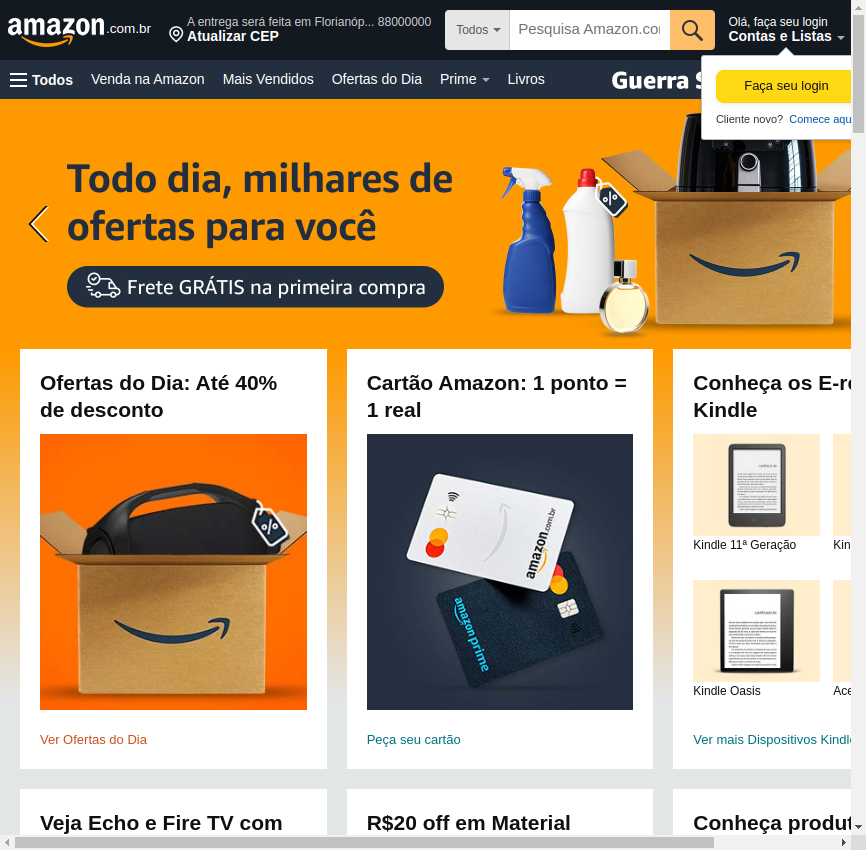 amazon.com.br
A entrega será feita em Florianóp... 88000000
Atualizar CEP
Todos
Pesquisa Amazon.co
Olá, faça seu login
Contas e Listas
Todos
Venda na Amazon
Mais Vendidos
Ofertas do Dia
Prime
Livros
Guerra
Faça seu login
Cliente novo? Comece aqu
Todo dia, milhares de
ofertas para você
Frete GRÁTIS na primeira compra
%
Ofertas do Dia: Até 40%
de desconto
%
Ver Ofertas do Dia
Cartão Amazon: 1 ponto =
1 real
amazon.com.br
amazon prime
Peça seu cartão
Conheça os E-re
Kindle
Kindle 11ª Geração
Kin
Kindle Oasis
Ace
Ver mais Dispositivos Kindle
Veja Echo e Fire TV com
R$20 off em Material
Conheça produt